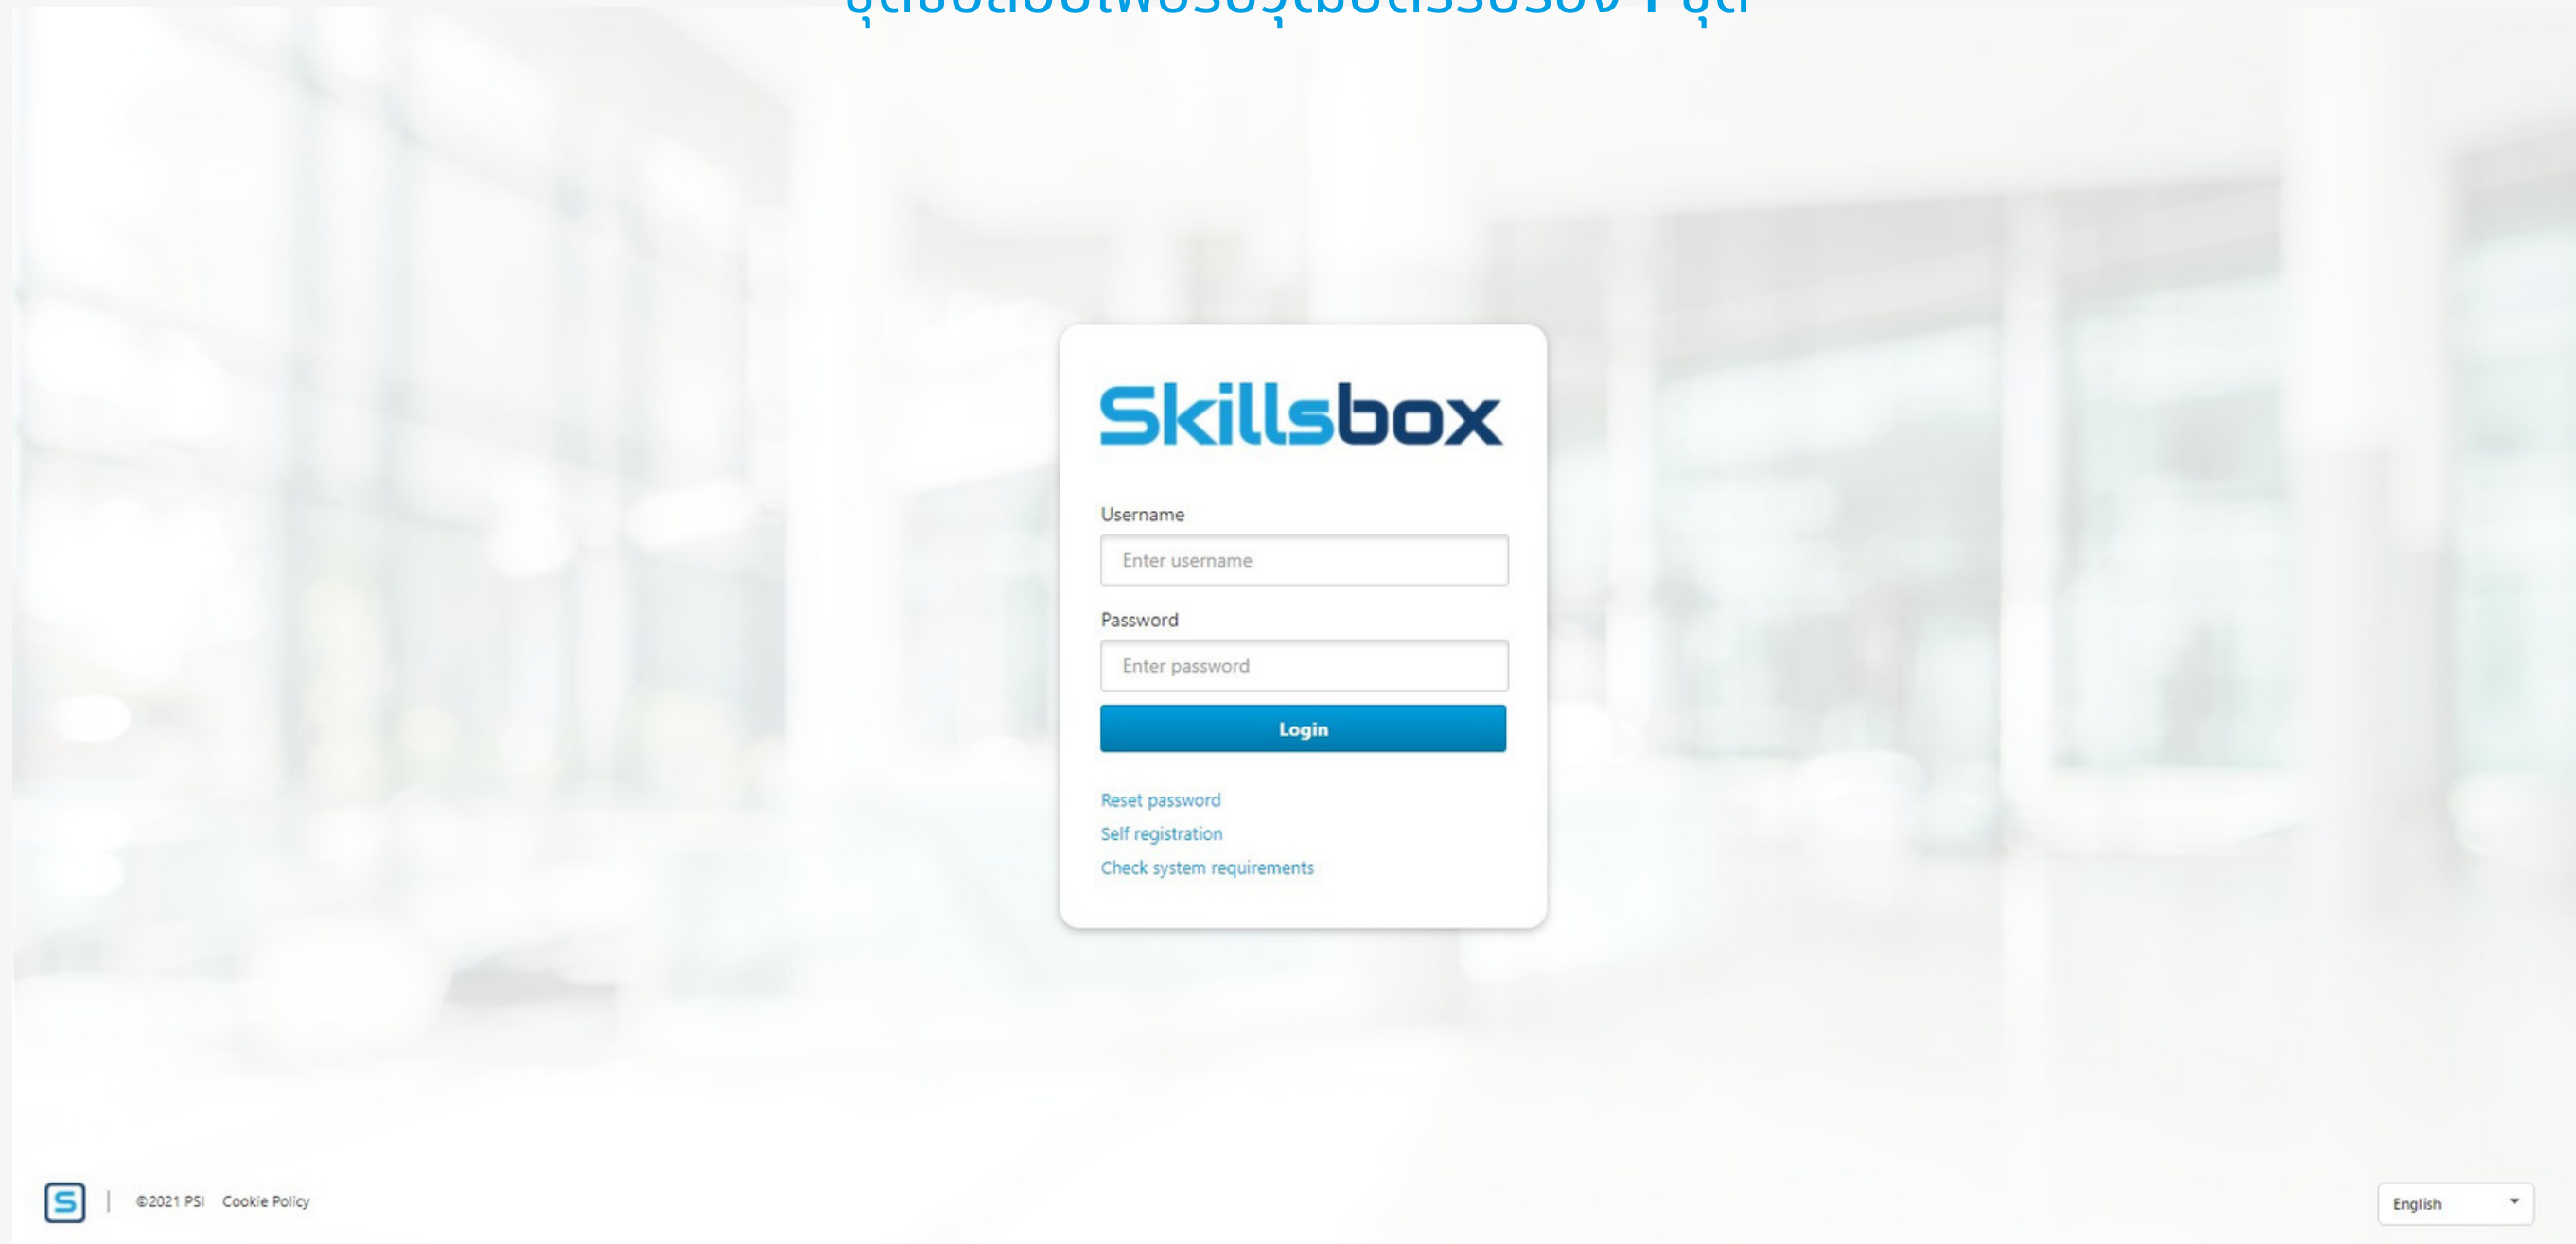 Skillsbox
Username
Enter username
Password
Enter password
Login
Reset password
Self registration
Check system requirements
S
©2021 PSI Cookie Policy
English